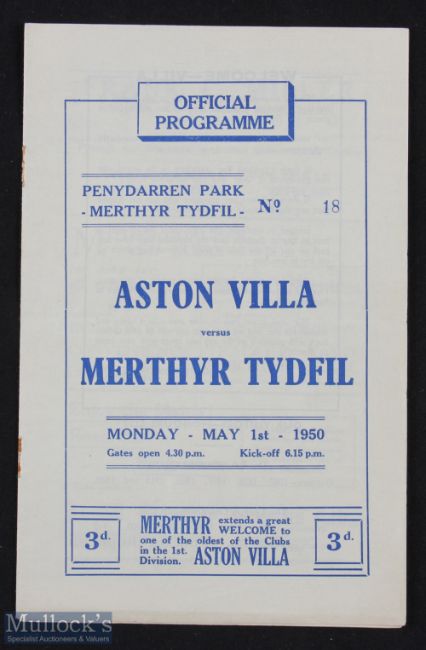 OFFICIAL
PROGRAMME
PENYDARREN PARK
- MERTHYR TYDFIL - Nº 18
ASTON VILLA
versus
MERTHYR TYDFIL
MONDAY - MAY 1st - 1950
Gates open 4.30 p.m. Kick-off 6.15 p.m.
3d.
MERTHYR extends a great
WELCOME to
one of the oldest of the Clubs
in the 1st.
Division. ASTON VILLA
3d.
Mullock's
Specialist Auctioneers & Valuers